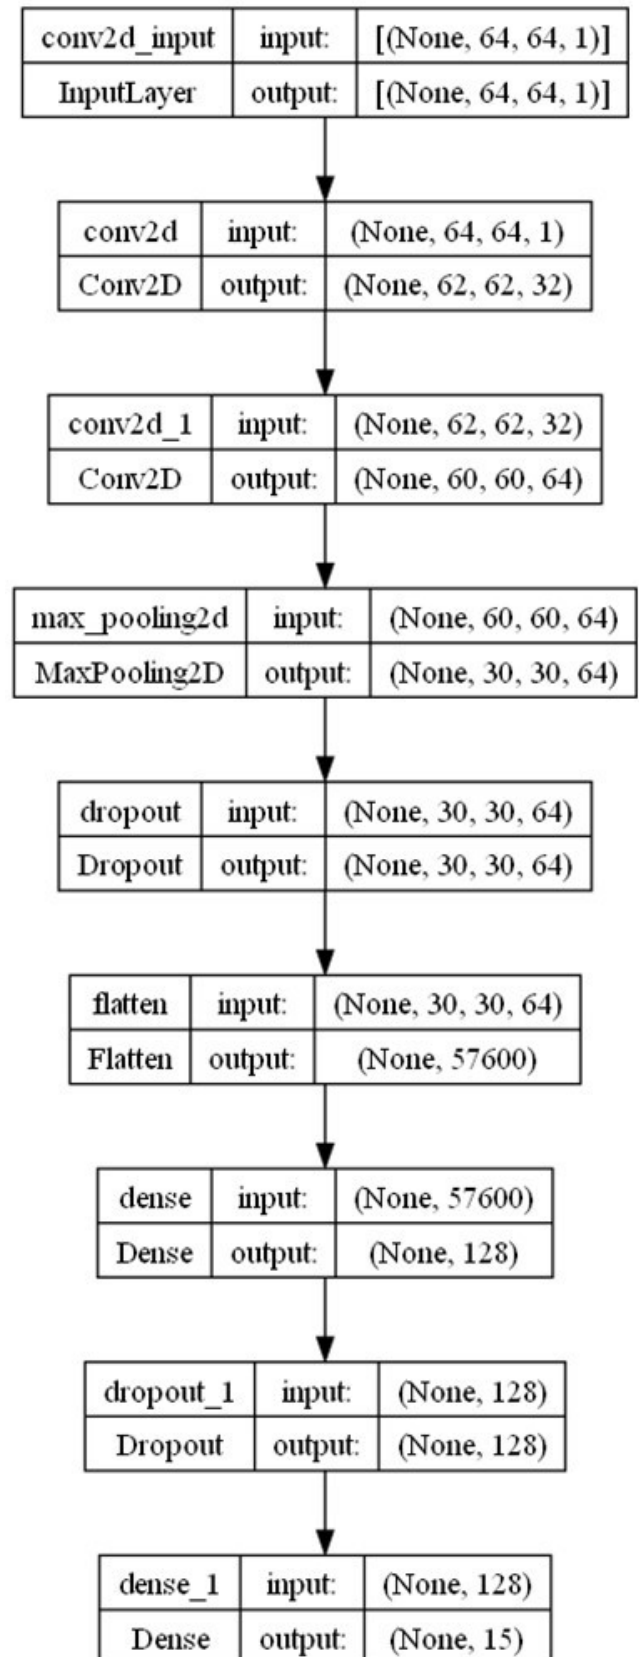 conv2d_input input: [(None, 64, 64, 1)]
InputLayer output: [(None, 64, 64, 1)]
conv2d input: (None, 64, 64, 1)
Conv2D output: (None, 62, 62, 32)
conv2d_1 input: (None, 62, 62, 32)
Conv2D output: (None, 60, 60, 64)
max_pooling2d input: (None, 60, 60, 64)
MaxPooling2D output: (None, 30, 30, 64)
dropout input: (None, 30, 30, 64)
Dropout output: (None, 30, 30, 64)
flatten input: (None, 30, 30, 64)
Flatten output: (None, 57600)
dense input: (None, 57600)
Dense output: (None, 128)
dropout_1 input: (None, 128)
Dropout output: (None, 128)
dense_1 input: (None, 128)
Dense output: (None, 15)